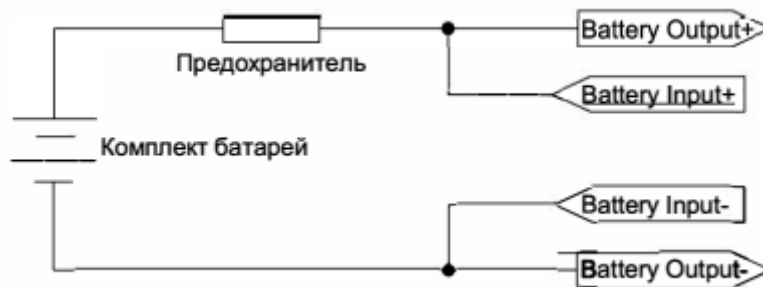 Battery Output+
Предохранитель
Battery Input+
Комплект батарей
Battery Input-
Battery Output-